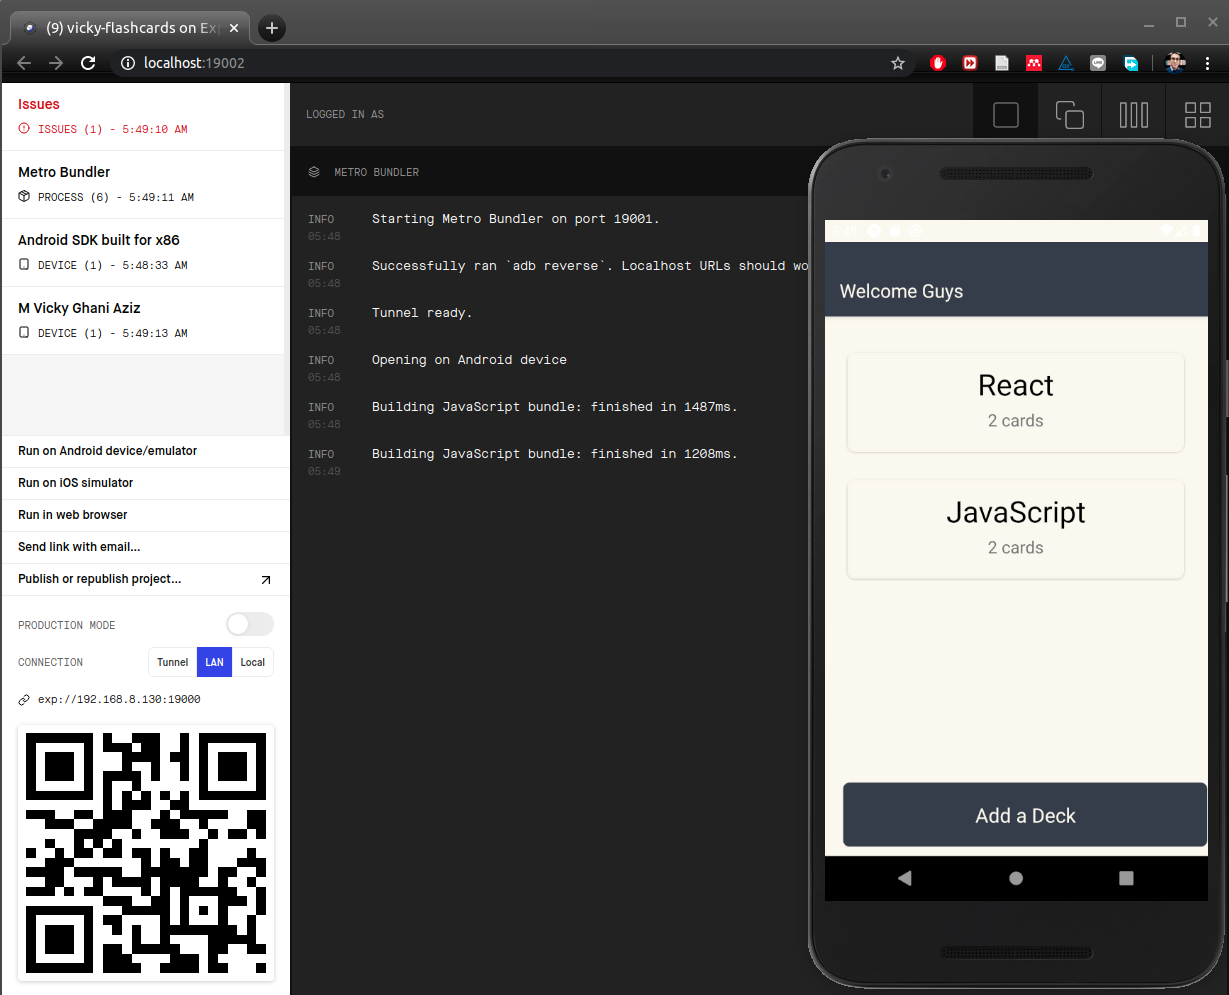 (9) vicky-flashcards on Exp
localhost:19002
Issues
ISSUES (1) - 5:49:10 AM
Metro Bundler
PROCESS (6) - 5:49:11 AM
Android SDK built for x86
DEVICE (1) - 5:48:33 AM
M Vicky Ghani Aziz
DEVICE (1) - 5:49:13 AM
Run on Android device/emulator
Run on iOS simulator
Run in web browser
Send link with email...
Publish or republish project...
PRODUCTION MODE
CONNECTION
Tunnel LAN Local
exp://192.168.8.130:19000
LOGGED IN AS
METRO BUNDLER
INFO Starting Metro Bundler on port 19001.
05:48
INFO Successfully ran `adb reverse`. Localhost URLs should wo
05:48
INFO Tunnel ready.
05:48
INFO Opening on Android device
05:48
INFO Building JavaScript bundle: finished in 1487ms.
05:48
INFO Building JavaScript bundle: finished in 1208ms.
05:49
Welcome Guys
React
2 cards
JavaScript
2 cards
Add a Deck